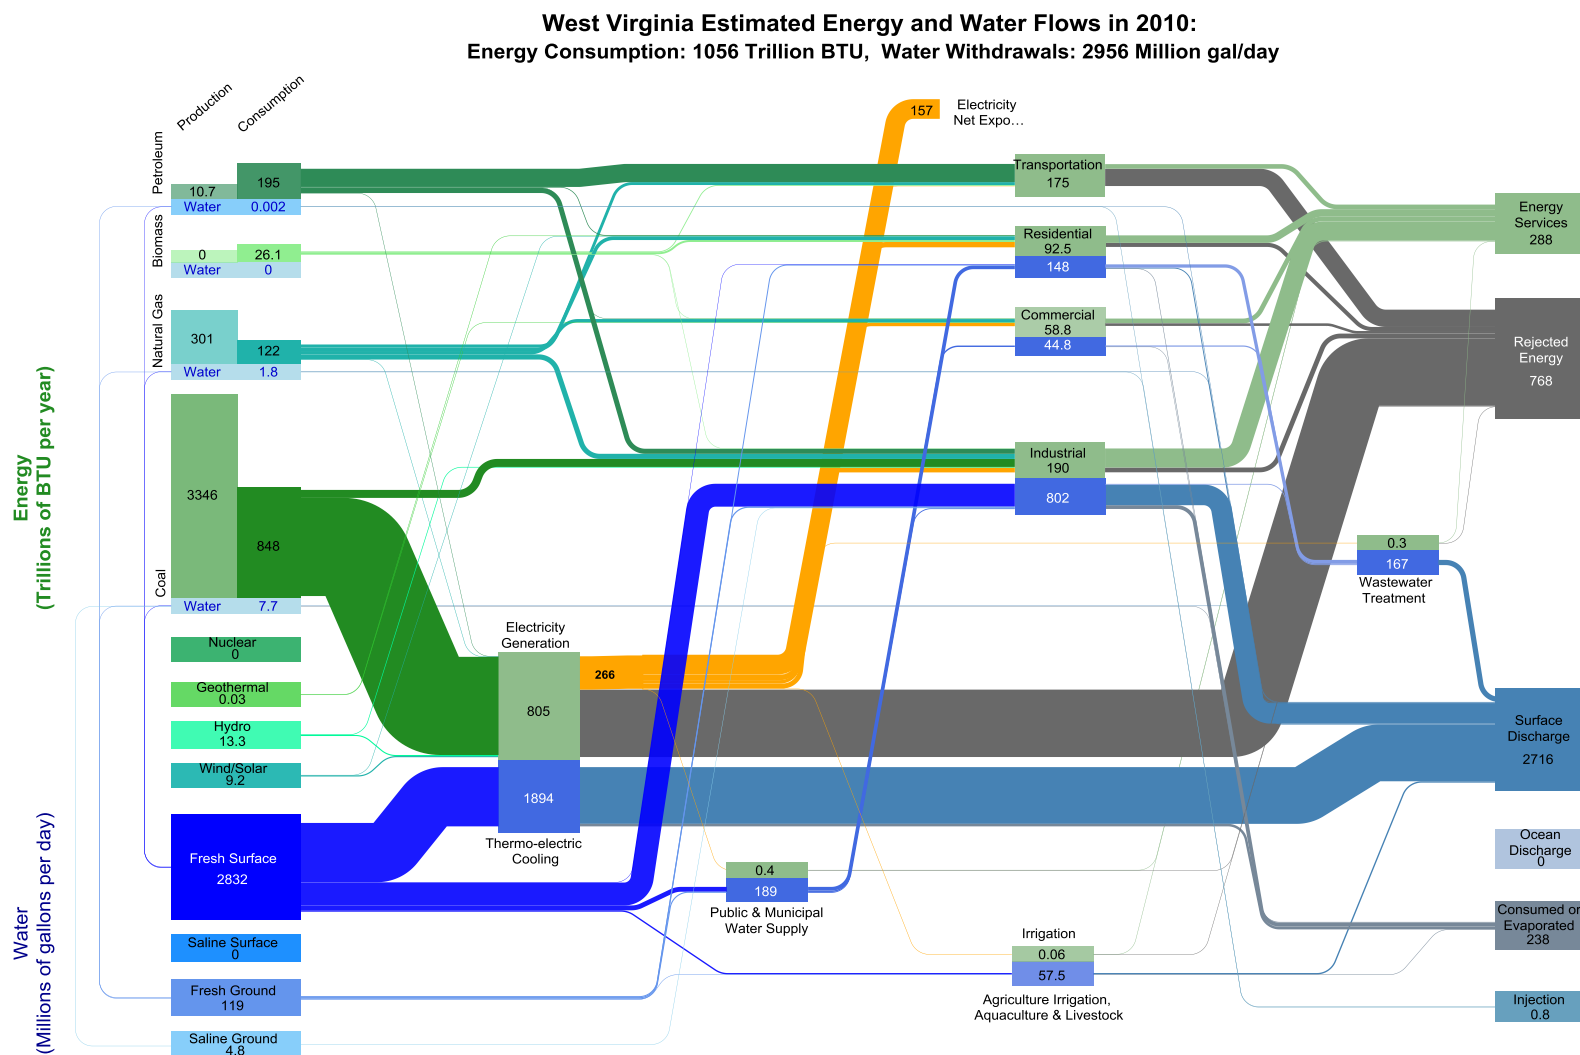 West Virginia Estimated Energy and Water Flows in 2010:
Energy Consumption: 1056 Trillion BTU,  Water Withdrawals: 2956 Million gal/day
Production
Consumption
Energy
(Trillions of BTU per year)
Water
(Millions of gallons per day)
Petroleum
10.7
195
Water
0.002
Biomass
0
26.1
Water
0
Natural Gas
301
122
Water
1.8
Coal
3346
848
Water
7.7
Nuclear
0
Geothermal
0.03
Hydro
13.3
Wind/Solar
9.2
Fresh Surface
2832
Saline Surface
0
Fresh Ground
119
Saline Ground
4.8
Electricity
Generation
805
266
1894
Thermo-electric
Cooling
0.4
189
Public & Municipal
Water Supply
157
Electricity
Net Expo…
Transportation
175
Residential
92.5
148
Commercial
58.8
44.8
Industrial
190
802
Irrigation
0.06
57.5
Agriculture Irrigation,
Aquaculture & Livestock
0.3
167
Wastewater
Treatment
Energy
Services
288
Rejected
Energy
768
Surface
Discharge
2716
Ocean
Discharge
0
Consumed or
Evaporated
238
Injection
0.8